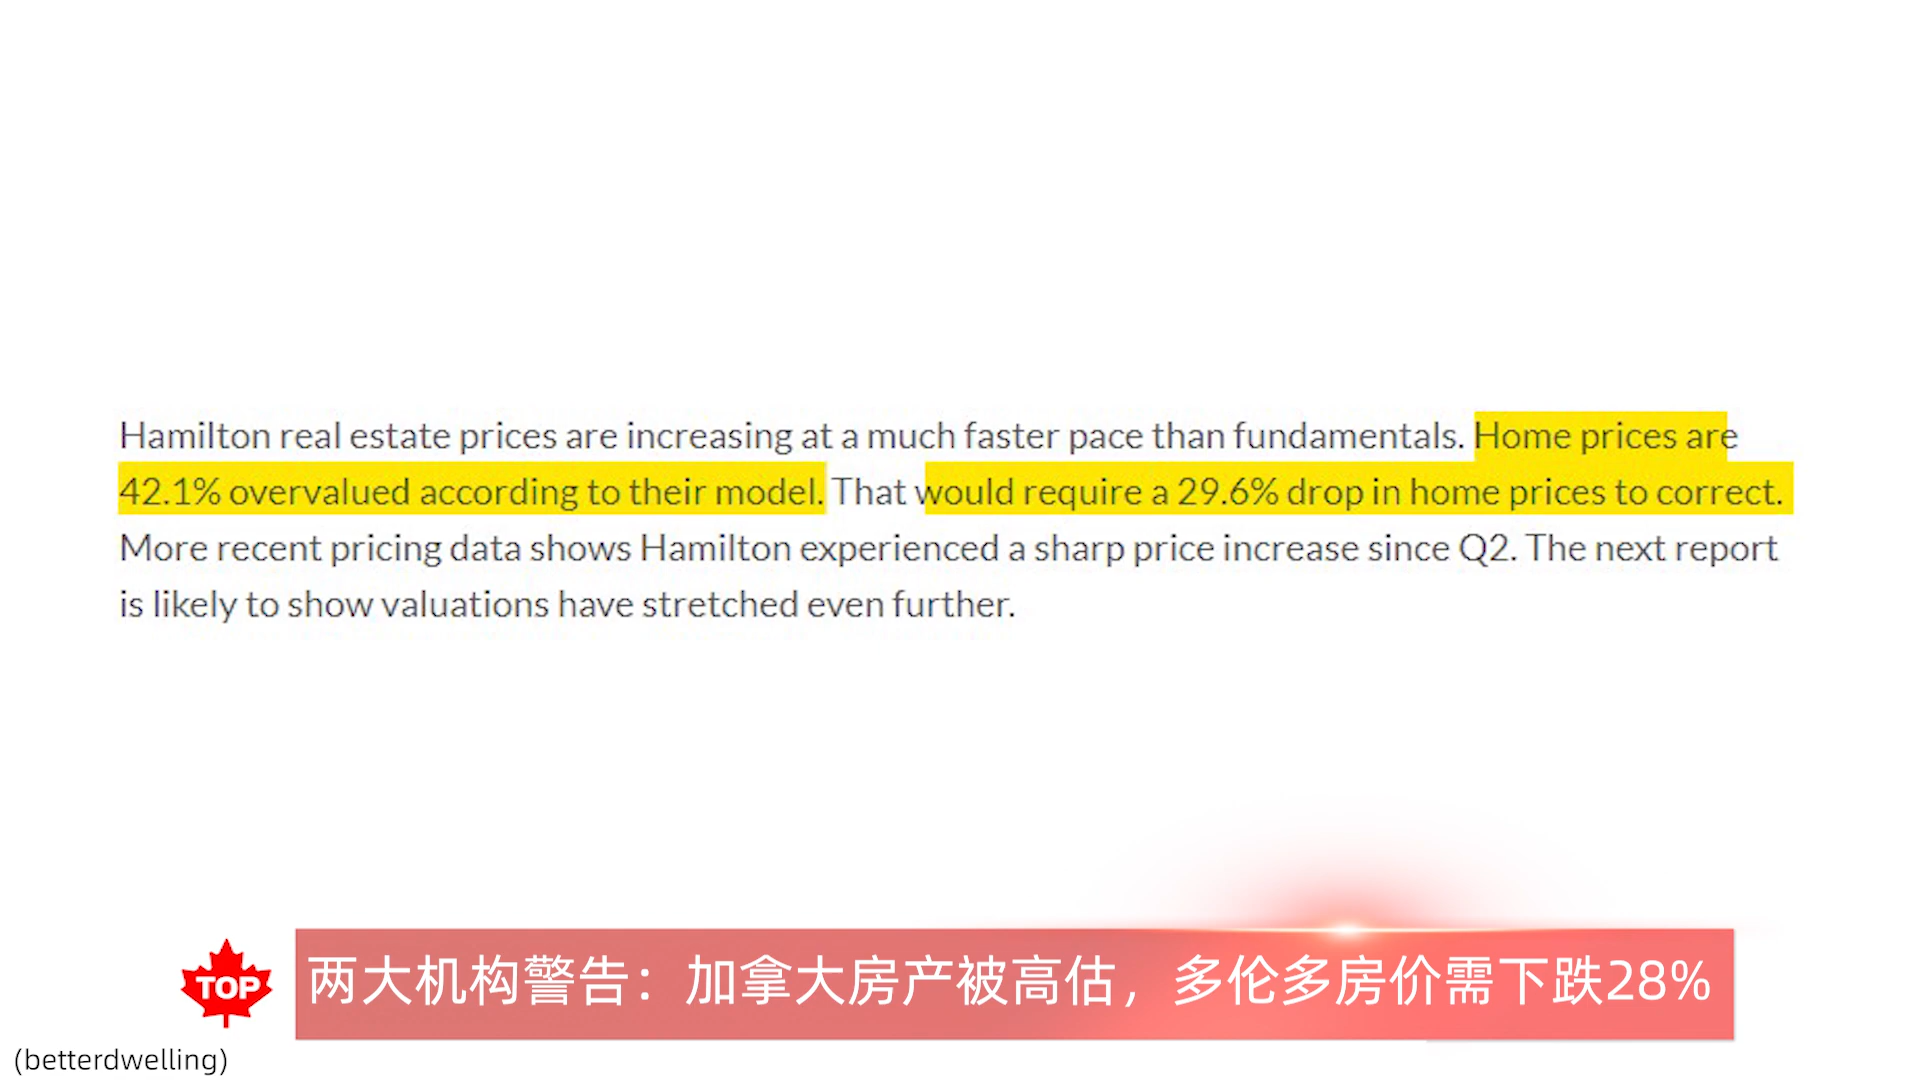 Hamilton real estate prices are increasing at a much faster pace than fundamentals. Home prices are
42.1% overvalued according to their model. That would require a 29.6% drop in home prices to correct.
More recent pricing data shows Hamilton experienced a sharp price increase since Q2. The next report
is likely to show valuations have stretched even further.
TOP
两大机构警告：加拿大房产被高估，多伦多房价需下跌28%
(betterdwelling)